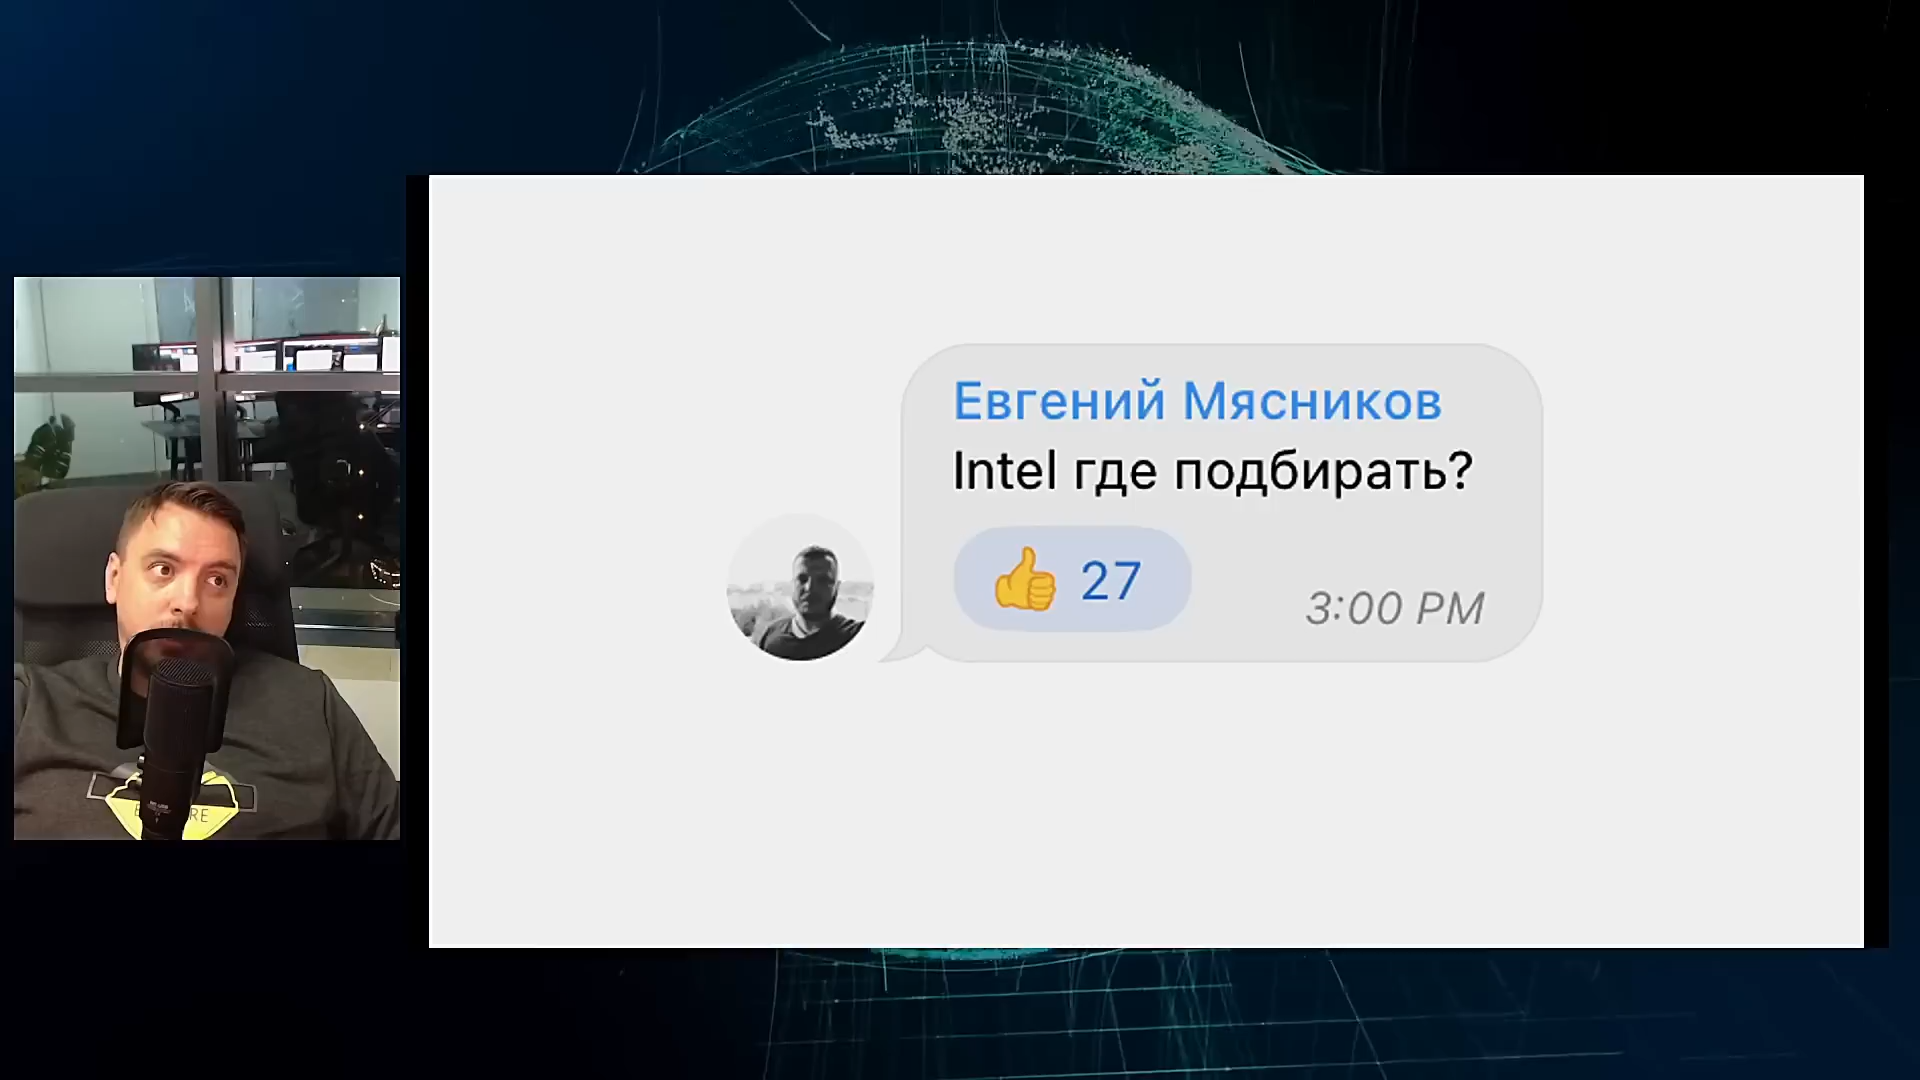 Евгений Мясников
Intel где подбирать?
👍 27
3:00 PM